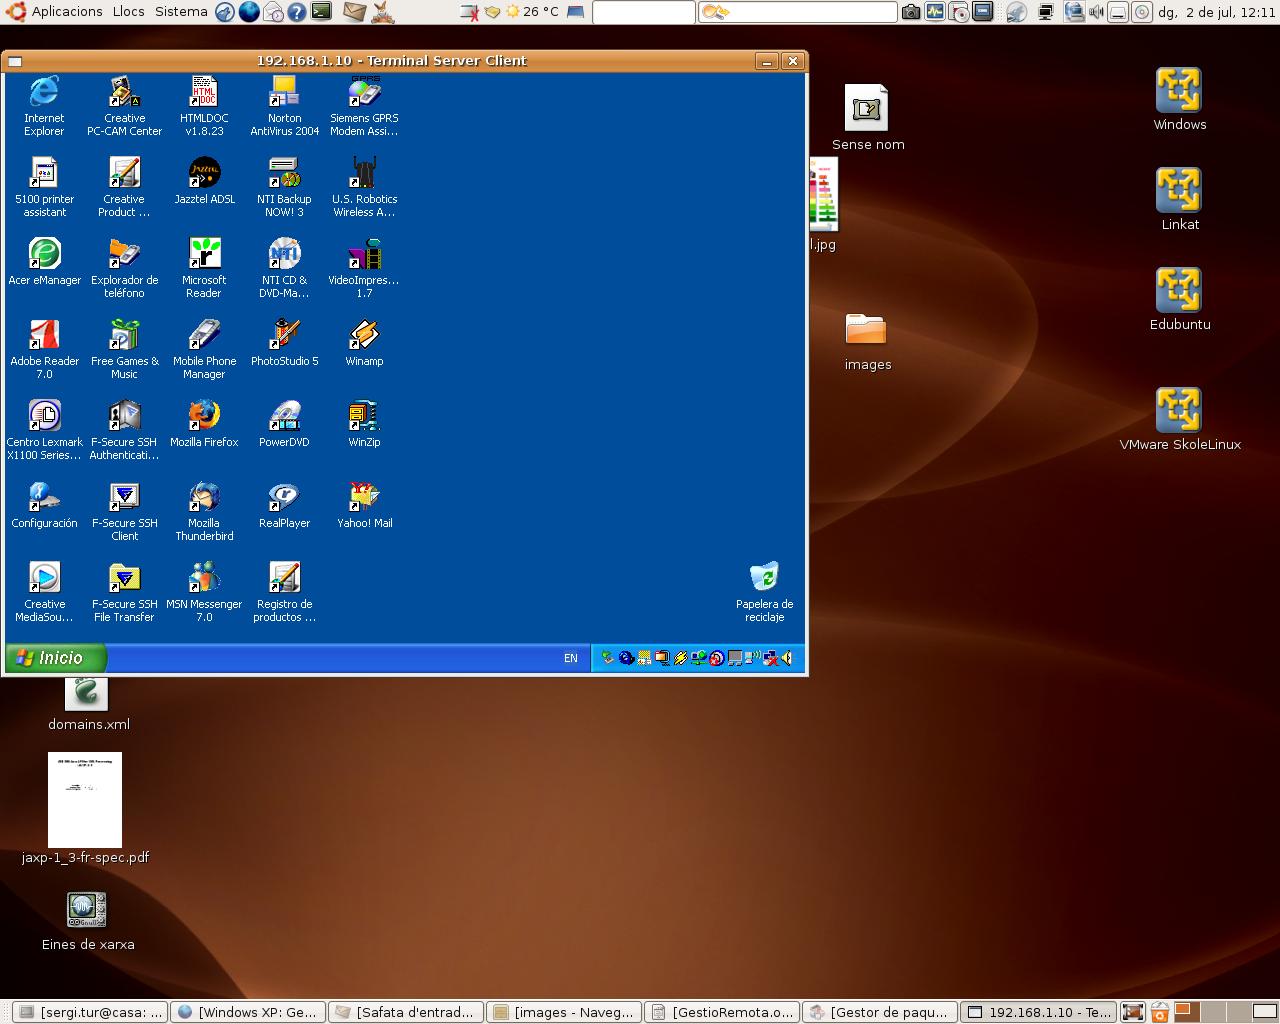 Aplicacions Llocs Sistema
26 °C
dg, 2 de jul, 12:11
192.168.1.10 - Terminal Server Client
Internet
Explorer
Creative
PC-CAM Center
HTMLDOC
v1.8.23
Norton
AntiVirus 2004
Siemens GPRS
Modem Assi...
5100 printer
assistant
Creative
Product ...
Jazztel ADSL
NTI Backup
NOW! 3
U.S. Robotics
Wireless A...
Acer eManager
Explorador de
teléfono
Microsoft
Reader
NTI CD &
DVD-Ma...
VideoImpres...
1.7
Adobe Reader
7.0
Free Games &
Music
Mobile Phone
Manager
PhotoStudio 5
Winamp
Centro Lexmark
X1100 Series...
F-Secure SSH
Authenticati...
Mozilla Firefox
PowerDVD
WinZip
Configuración
F-Secure SSH
Client
Mozilla
Thunderbird
RealPlayer
Yahoo! Mail
Creative
MediaSou...
F-Secure SSH
File Transfer
MSN Messenger
7.0
Registro de
productos ...
Papelera de
reciclaje
Inicio
EN
Sense nom
l.jpg
images
Windows
Linkat
Edubuntu
VMware SkoleLinux
domains.xml
jaxp-1_3-fr-spec.pdf
Eines de xarxa
[sergi.tur@casa: ...
[Windows XP: Ge...
[Safata d'entrad...
[images - Naveg...
[GestioRemota.o...
[Gestor de paqu...
192.168.1.10 - Te...